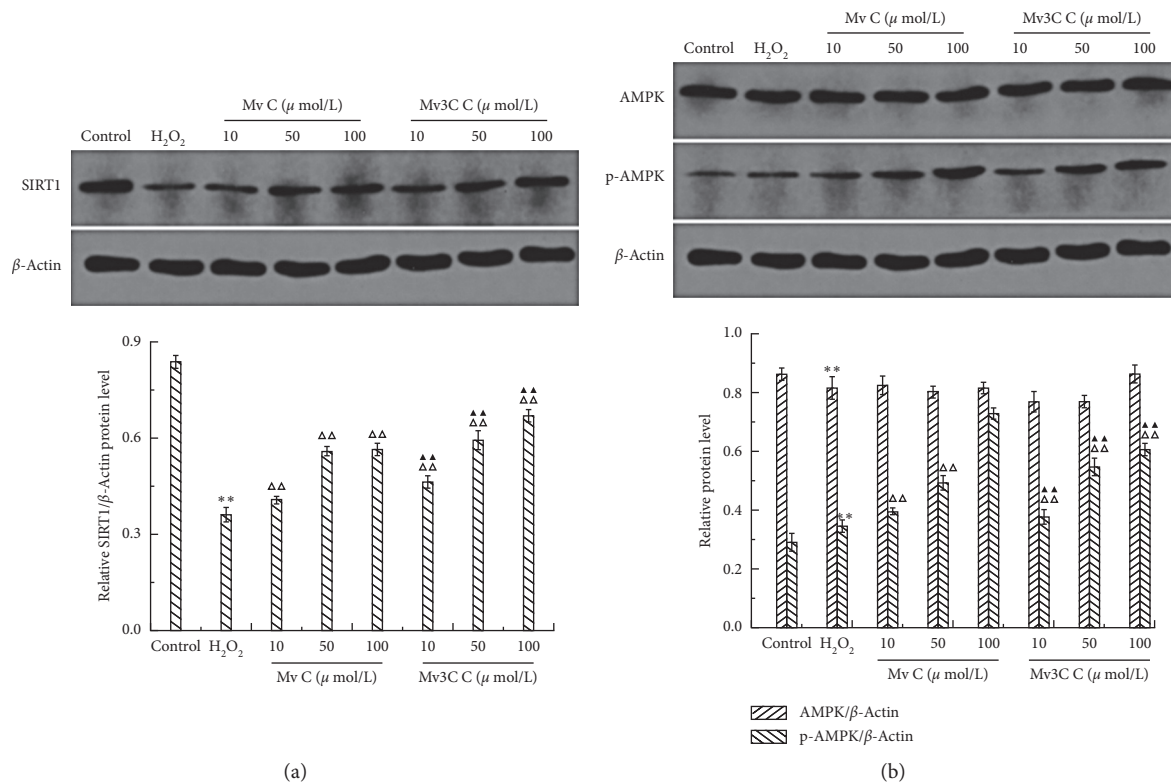 Mv C (μ mol/L) Mv3C C (μ mol/L)
Control H₂O₂ 10 50 100 10 50 100
SIRT1
β-Actin
0.9
0.6
0.3
0.0
Relative SIRT1/β-Actin protein level
**
△△
△△
△△
▲▲
△△
▲▲
△△
▲▲
△△
Control H₂O₂ 10 50 100 10 50 100
Mv C (μ mol/L) Mv3C C (μ mol/L)
(a)
Mv C (μ mol/L) Mv3C C (μ mol/L)
Control H₂O₂ 10 50 100 10 50 100
AMPK
p-AMPK
β-Actin
1.0
0.8
0.6
0.4
0.2
0.0
Relative protein level
**
**
△△
△△
▲▲
△△
▲▲
△△
▲▲
△△
Control H₂O₂ 10 50 100 10 50 100
Mv C (μ mol/L) Mv3C C (μ mol/L)
AMPK/β-Actin
p-AMPK/β-Actin
(b)